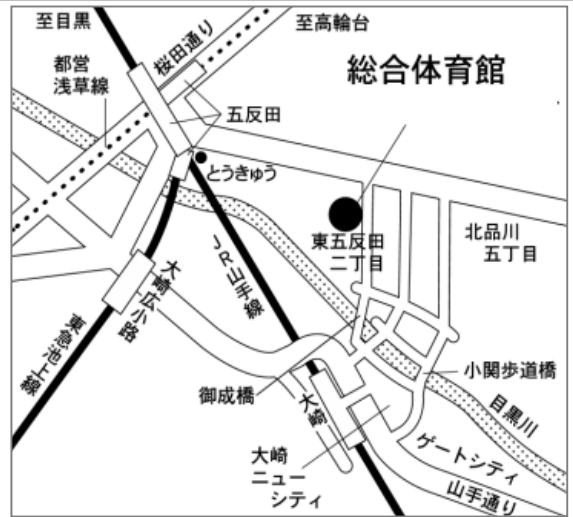 至目黒
桜田通り
至高輪台
都営
浅草線
総合体育館
五反田
とうきゅう
JR山手線
東五反田
二丁目
北品川
五丁目
大崎広小路
東急池上線
御成橋
大崎
小関歩道橋
目黒川
大崎
ニュー
シティ
ゲートシティ
山手通り